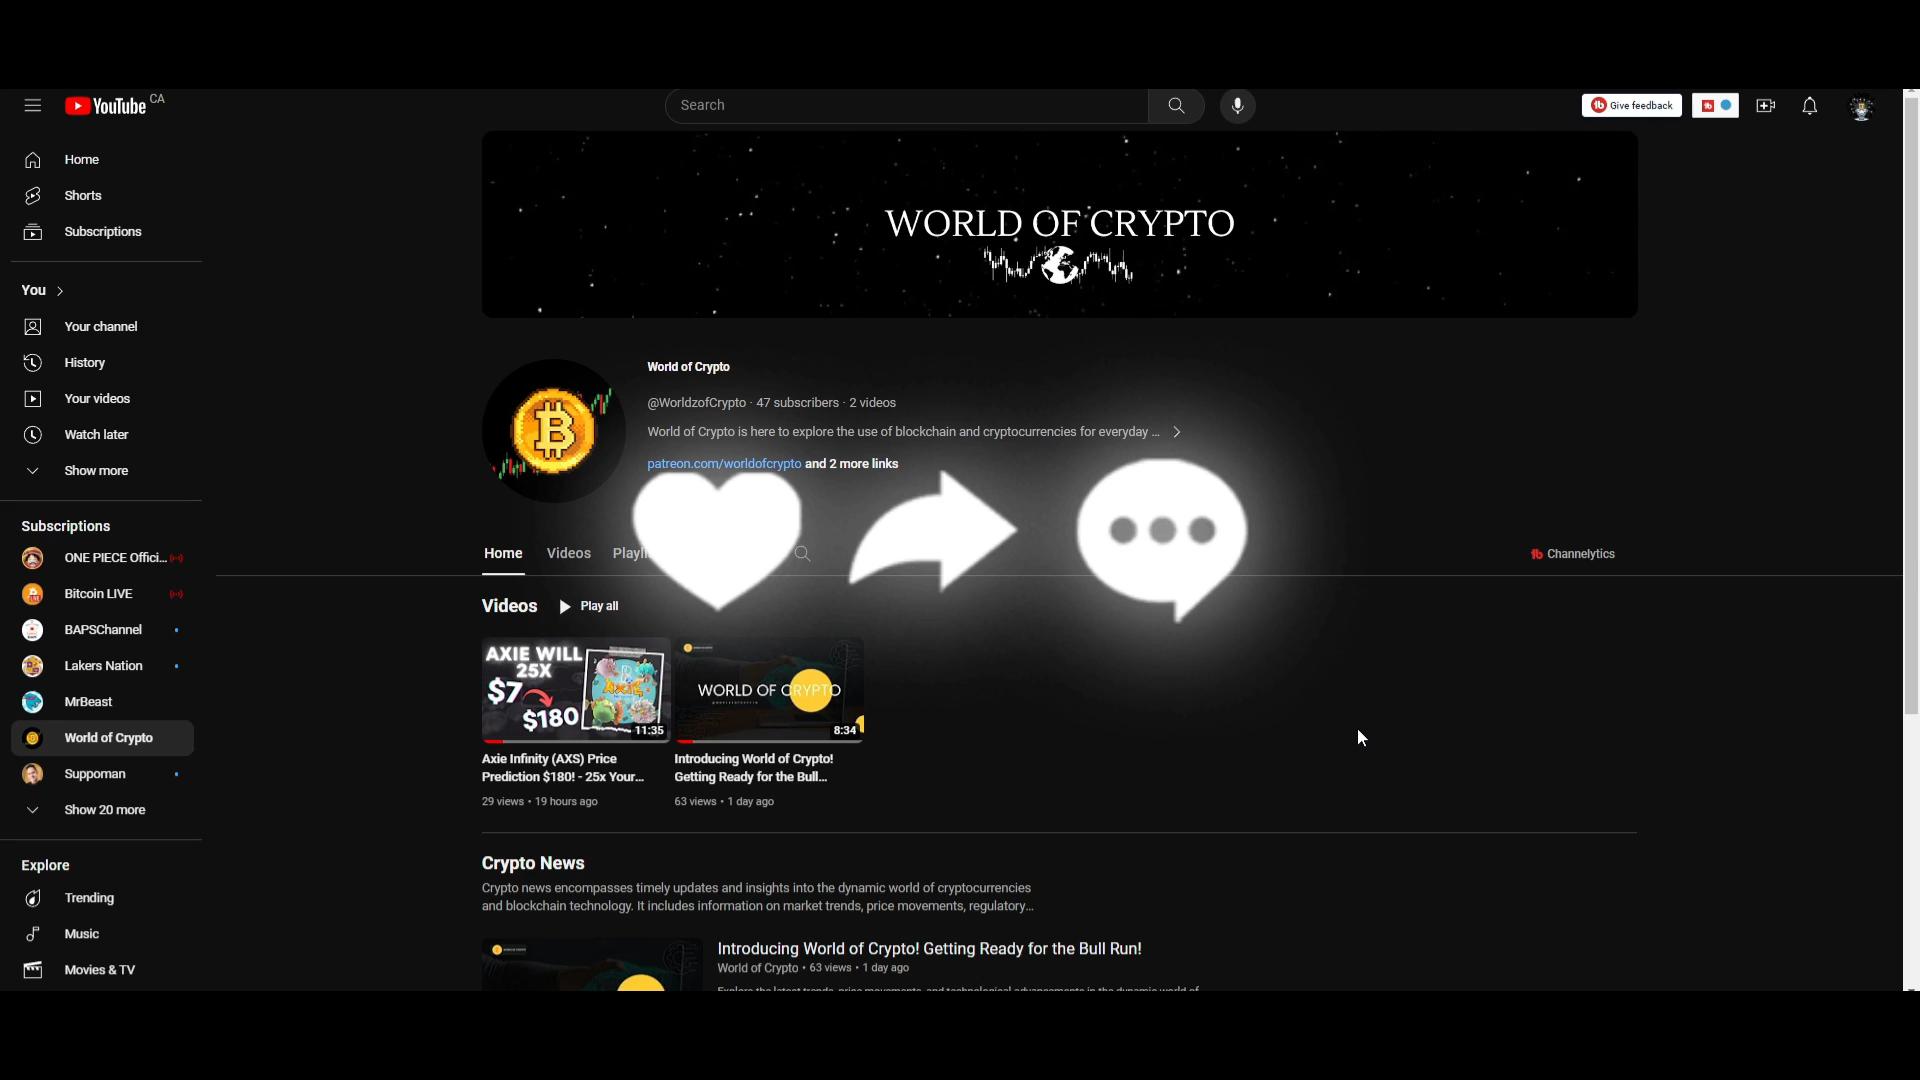 YouTube CA
Search
Give feedback
Home
Shorts
Subscriptions
You
Your channel
History
Your videos
Watch later
Show more
Subscriptions
ONE PIECE Offici...
Bitcoin LIVE
BAPSChannel
Lakers Nation
MrBeast
World of Crypto
Suppoman
Show 20 more
Explore
Trending
Music
Movies & TV
WORLD OF CRYPTO
World of Crypto
@WorldzofCrypto · 47 subscribers · 2 videos
World of Crypto is here to explore the use of blockchain and cryptocurrencies for everyday ...
patreon.com/worldofcrypto and 2 more links
Home Videos
Channelytics
Videos Play all
AXIE WILL
25X
$7
$180
AXIE
11:35
WORLD OF CRYPTO
8:34
Axie Infinity (AXS) Price
Prediction $180! - 25x Your...
29 views • 19 hours ago
Introducing World of Crypto!
Getting Ready for the Bull...
63 views • 1 day ago
Crypto News
Crypto news encompasses timely updates and insights into the dynamic world of cryptocurrencies
and blockchain technology. It includes information on market trends, price movements, regulatory...
Introducing World of Crypto! Getting Ready for the Bull Run!
World of Crypto • 63 views • 1 day ago